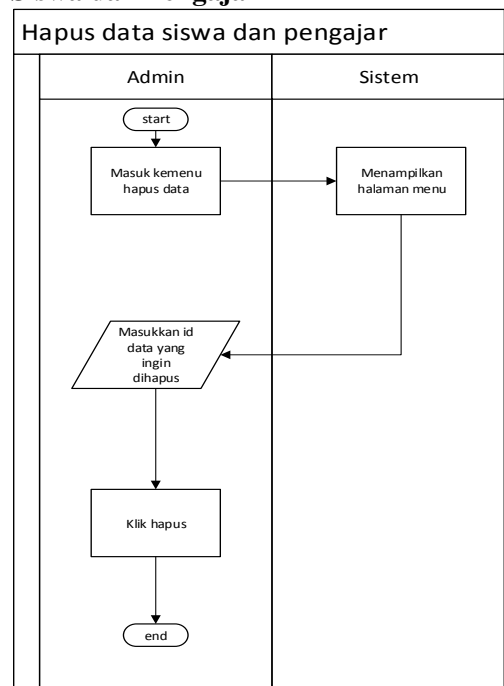 Hapus data siswa dan pengajar
Admin
Sistem
start
Masuk kemenu
hapus data
Menampilkan
halaman menu
Masukkan id
data yang
ingin
dihapus
Klik hapus
end